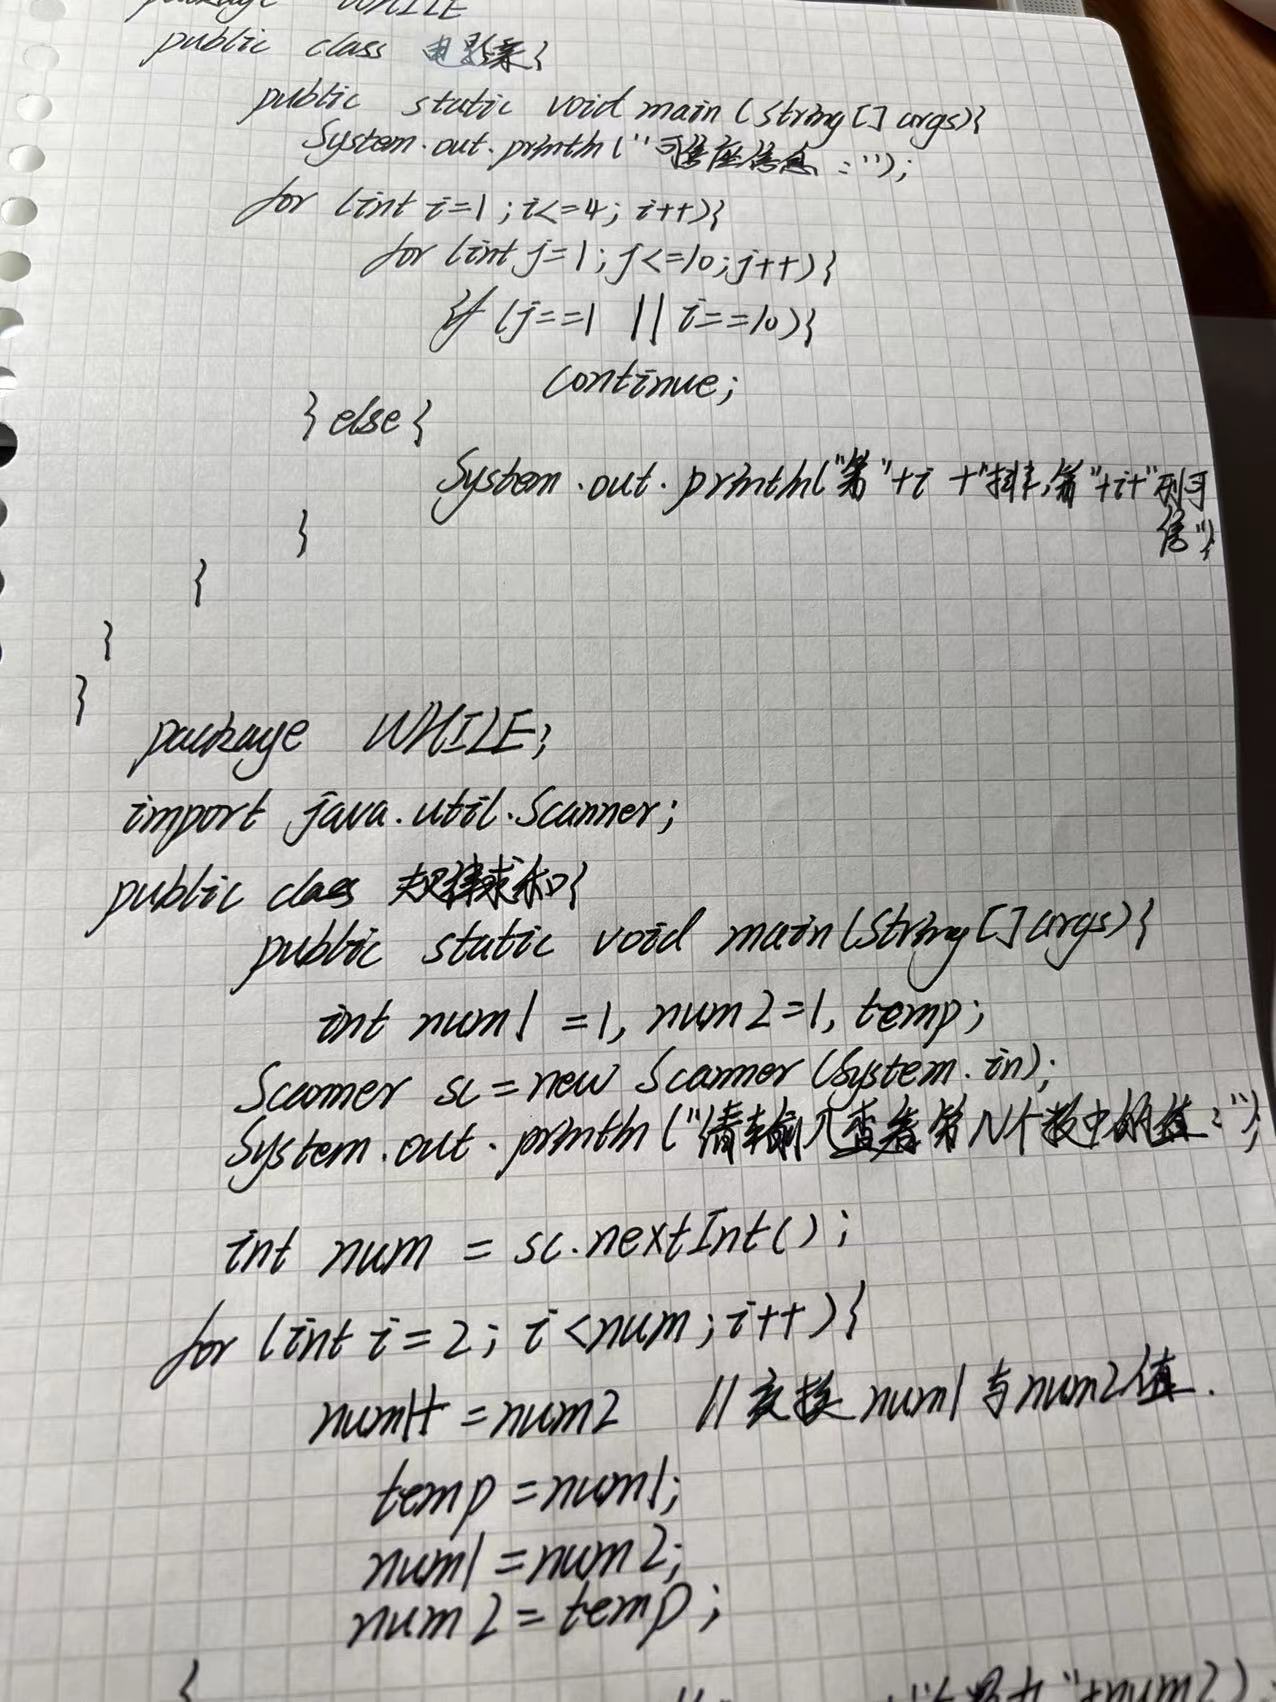 package WHILE
public class 电影票{
public static void main (String[] args){
System.out.println("可售座信息:");
for (int i=1;i<=4; i++){
for (int j=1;j<=10;j++){
if (j==1 || i==10){
continue;
} else {
System.out.println("第"+i +"排,第"+i+"列可
售");
}
}
}
}
package WHILE;
import java.util.Scanner;
public class 规律求和{
public static void main (String[] args){
int num1 =1, num2=1, temp;
Scanner sc=new Scanner (System.in);
System.out.println("请输入查看第N个数中的值:");
int num = sc.nextInt();
for (int i=2; i<num;i++){
num1+=num2 //交换 num1与num2值.
temp=num1;
num1=num2;
num2=temp;
}
"+num2)